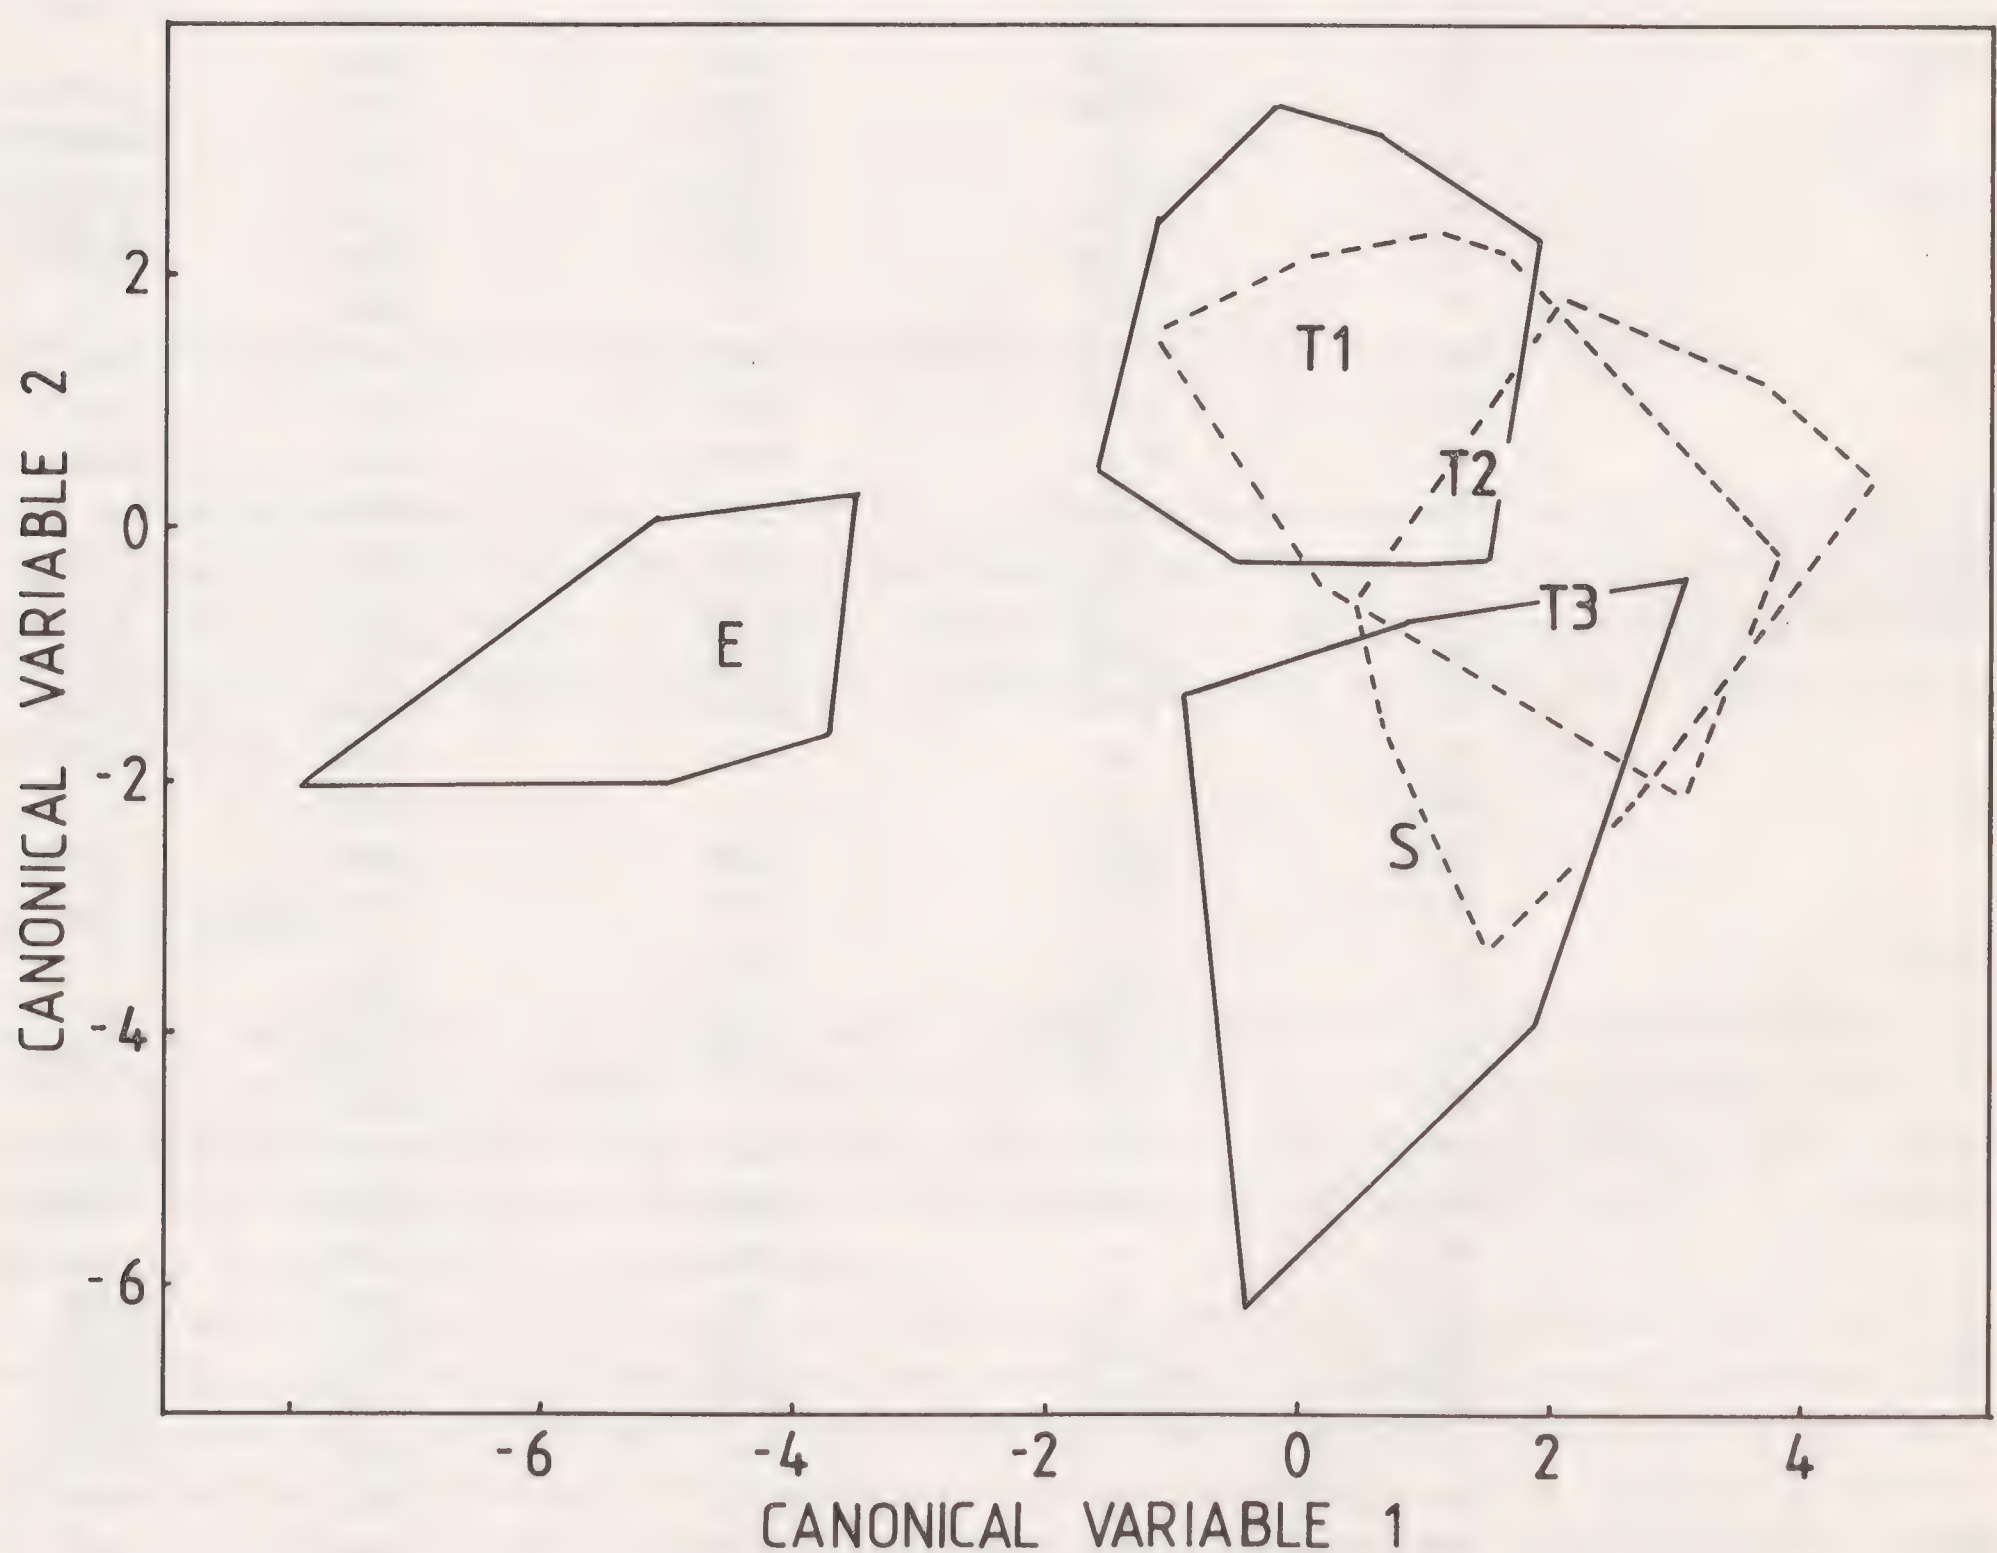 CANONICAL VARIABLE 2
2
0
-2
-4
-6
T1
T2
E
T3
S
-6 -4 -2 0 2 4
CANONICAL VARIABLE 1